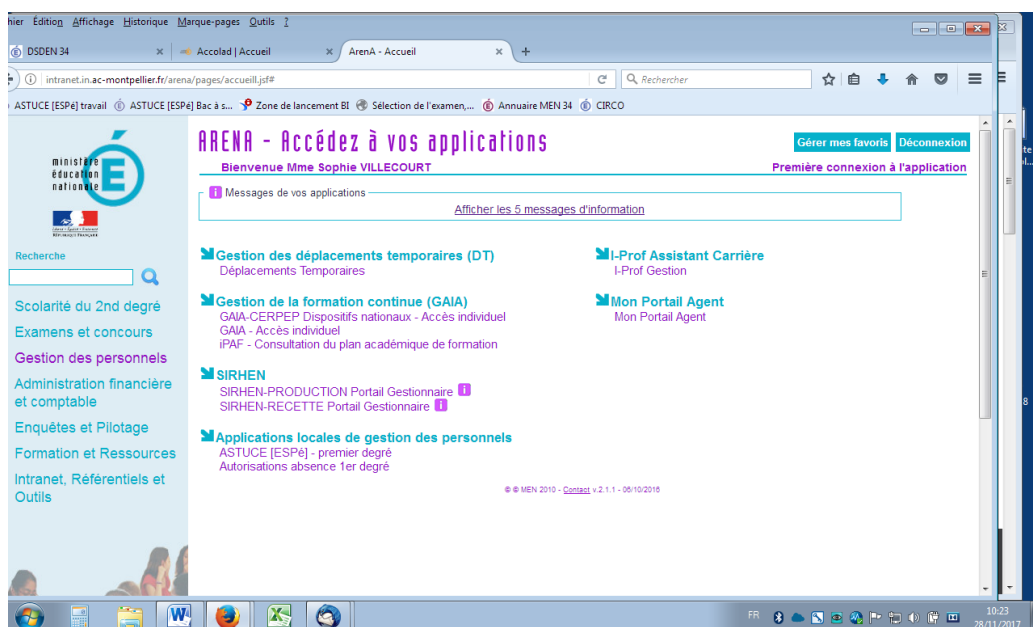 hier Édition Affichage Historique Marque-pages Outils ?
DSDEN 34 × Accolad | Accueil × ArenA - Accueil × +
intranet.in.ac-montpellier.fr/arena/pages/accueill.jsf# Rechercher
ASTUCE [ESPé] travail ASTUCE [ESPé] Bac à s... Zone de lancement BI Sélection de l'examen,... Annuaire MEN 34 CIRCO
ministère
éducation
nationale
Recherche
Scolarité du 2nd degré
Examens et concours
Gestion des personnels
Administration financière
et comptable
Enquêtes et Pilotage
Formation et Ressources
Intranet, Référentiels et
Outils
ARENA - Accédez à vos applications
Gérer mes favoris Déconnexion
Bienvenue Mme Sophie VILLECOURT Première connexion à l'application
Messages de vos applications
Afficher les 5 messages d'information
Gestion des déplacements temporaires (DT)
Déplacements Temporaires
Gestion de la formation continue (GAIA)
GAIA-CERPEP Dispositifs nationaux - Accès individuel
GAIA - Accès individuel
iPAF - Consultation du plan académique de formation
SIRHEN
SIRHEN-PRODUCTION Portail Gestionnaire
SIRHEN-RECETTE Portail Gestionnaire
Applications locales de gestion des personnels
ASTUCE [ESPé] - premier degré
Autorisations absence 1er degré
I-Prof Assistant Carrière
I-Prof Gestion
Mon Portail Agent
Mon Portail Agent
© © MEN 2010 - Contact v.2.1.1 - 06/10/2016
FR
10:23
28/11/2017